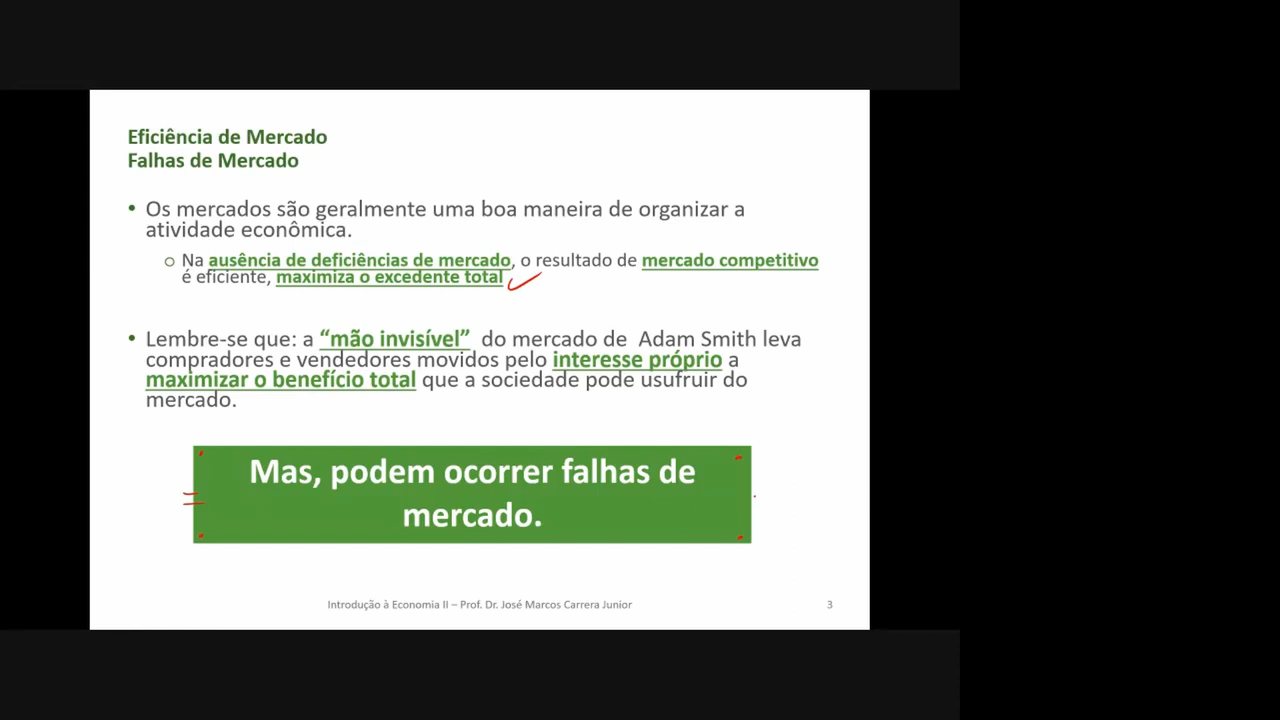 Eficiência de Mercado
Falhas de Mercado
• Os mercados são geralmente uma boa maneira de organizar a
atividade econômica.
o Na ausência de deficiências de mercado, o resultado de mercado competitivo
é eficiente, maximiza o excedente total
• Lembre-se que: a “mão invisível” do mercado de Adam Smith leva
compradores e vendedores movidos pelo interesse próprio a
maximizar o benefício total que a sociedade pode usufruir do
mercado.
Mas, podem ocorrer falhas de
mercado.
Introdução à Economia II – Prof. Dr. José Marcos Carrera Junior 3